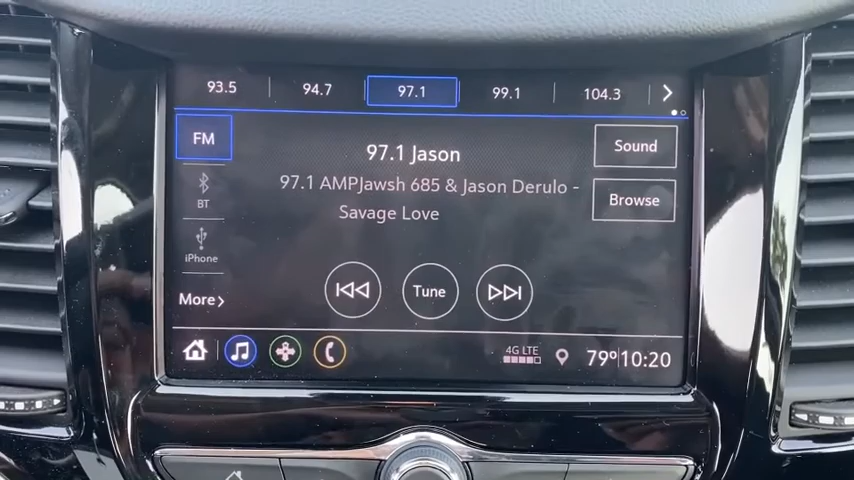 93.5 94.7 97.1 99.1 104.3
FM
97.1 Jason
Sound
97.1 AMPJawsh 685 & Jason Derulo -
Savage Love
Browse
BT
iPhone
More
Tune
4G LTE
79° 10:20